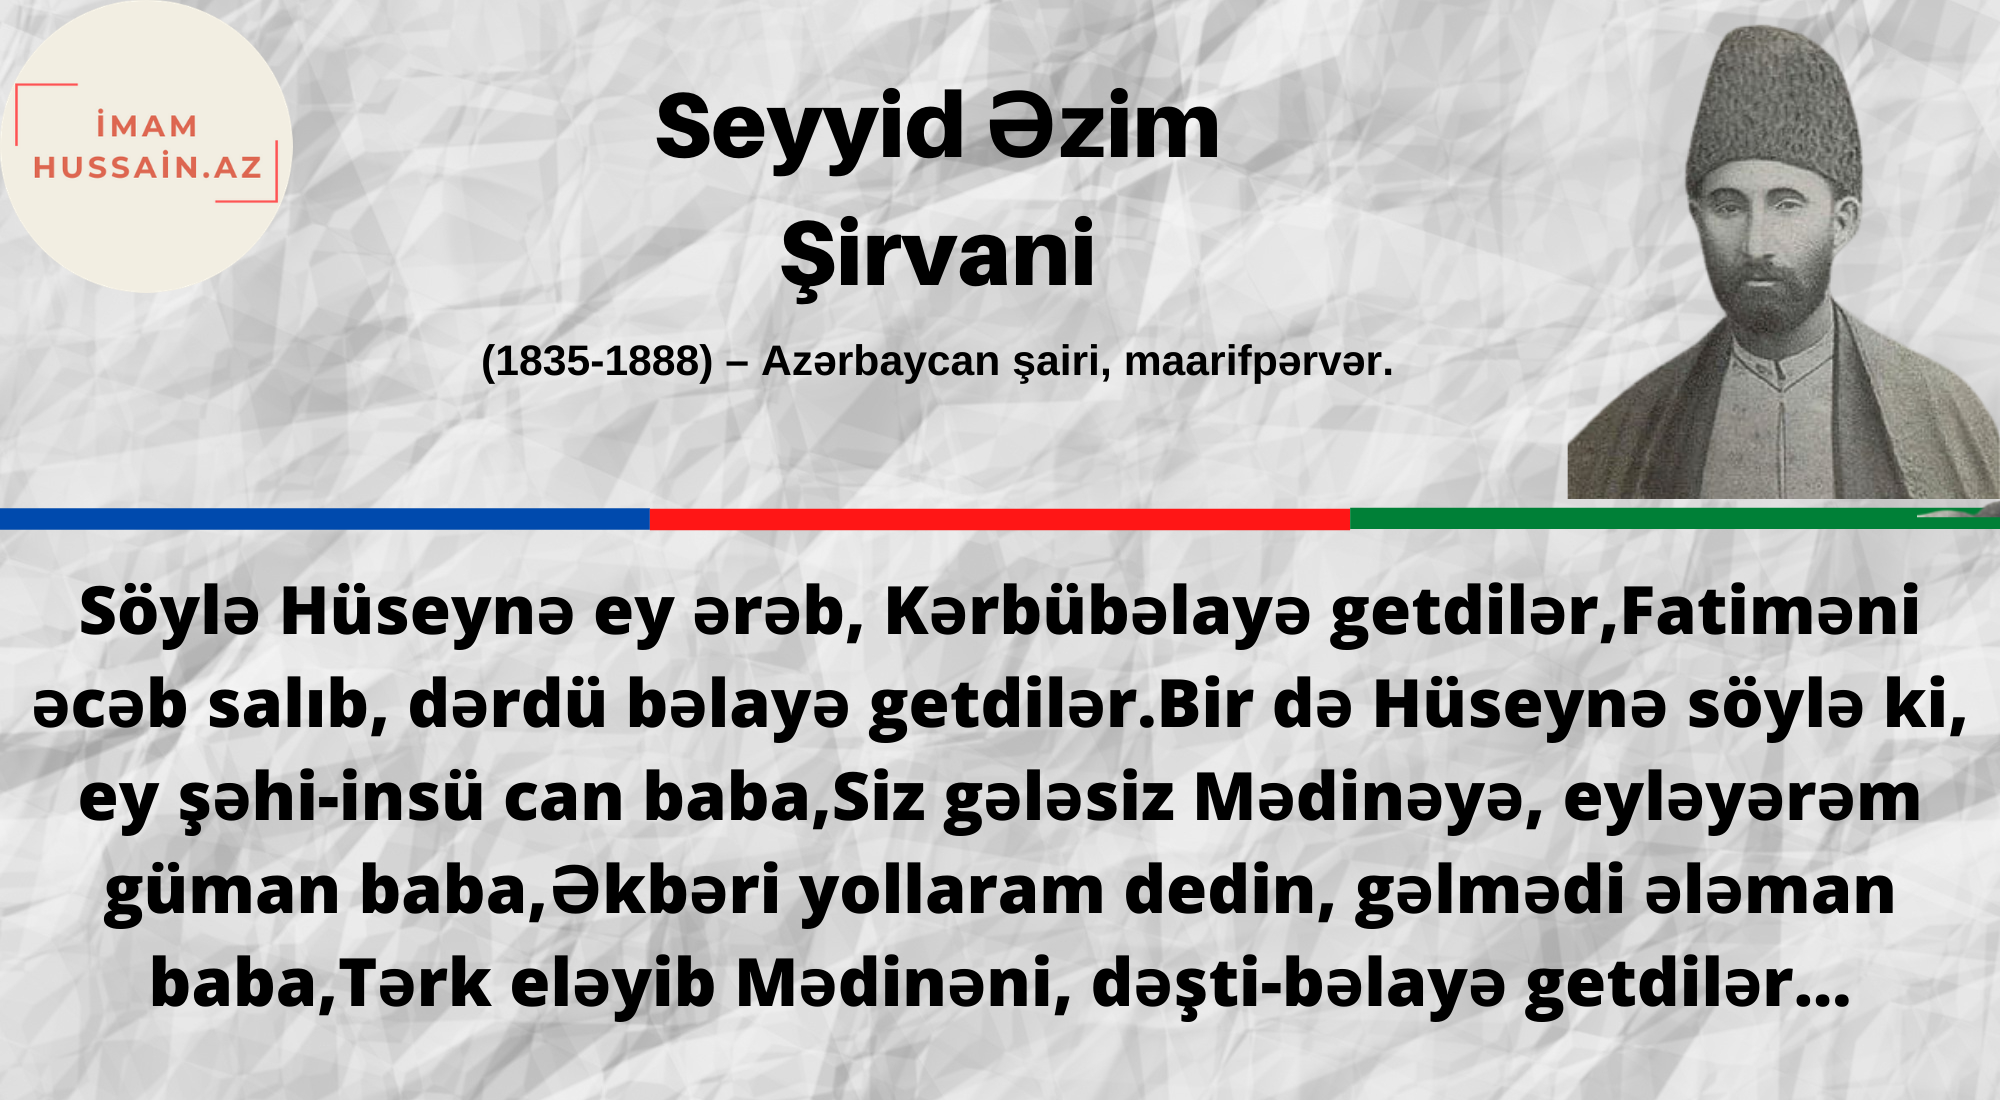 İMAM
HUSSAİN.AZ
Seyyid Əzim
Şirvani
(1835-1888) – Azərbaycan şairi, maarifpərvər.
Söylə Hüseynə ey ərəb, Kərbübəlayə getdilər,Fatiməni
əcəb salıb, dərdü bəlayə getdilər.Bir də Hüseynə söylə ki,
ey şəhi-insü can baba,Siz gələsiz Mədinəyə, eyləyərəm
güman baba,Əkbəri yollaram dedin, gəlmədi ələman
baba,Tərk eləyib Mədinəni, dəşti-bəlayə getdilər...